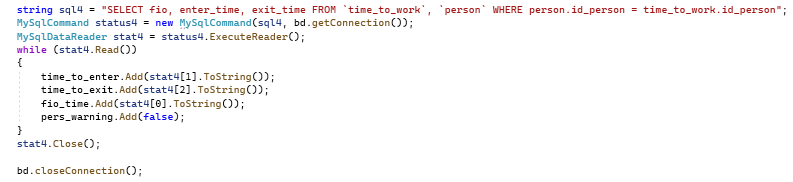 string sql4 = "SELECT fio, enter_time, exit_time FROM `time_to_work`, `person` WHERE person.id_person = time_to_work.id_person";
MySqlCommand status4 = new MySqlCommand(sql4, bd.getConnection());
MySqlDataReader stat4 = status4.ExecuteReader();
while (stat4.Read())
{
    time_to_enter.Add(stat4[1].ToString());
    time_to_exit.Add(stat4[2].ToString());
    fio_time.Add(stat4[0].ToString());
    pers_warning.Add(false);
}
stat4.Close();

bd.closeConnection();